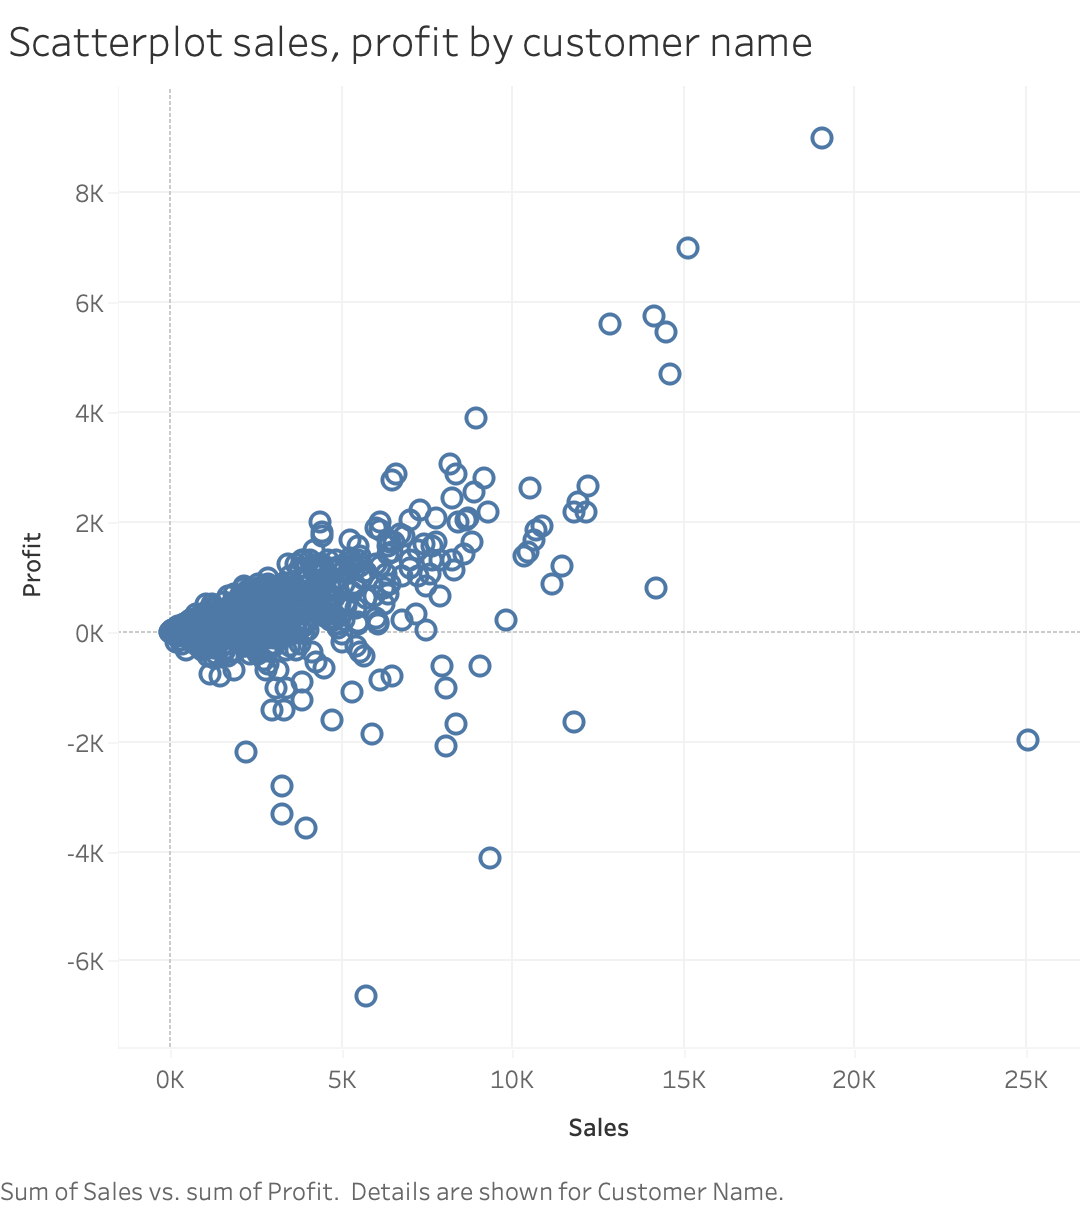 Scatterplot sales, profit by customer name
8K
6K
4K
2K
0K
-2K
-4K
-6K
Profit
0K 5K 10K 15K 20K 25K
Sales
Sum of Sales vs. sum of Profit. Details are shown for Customer Name.